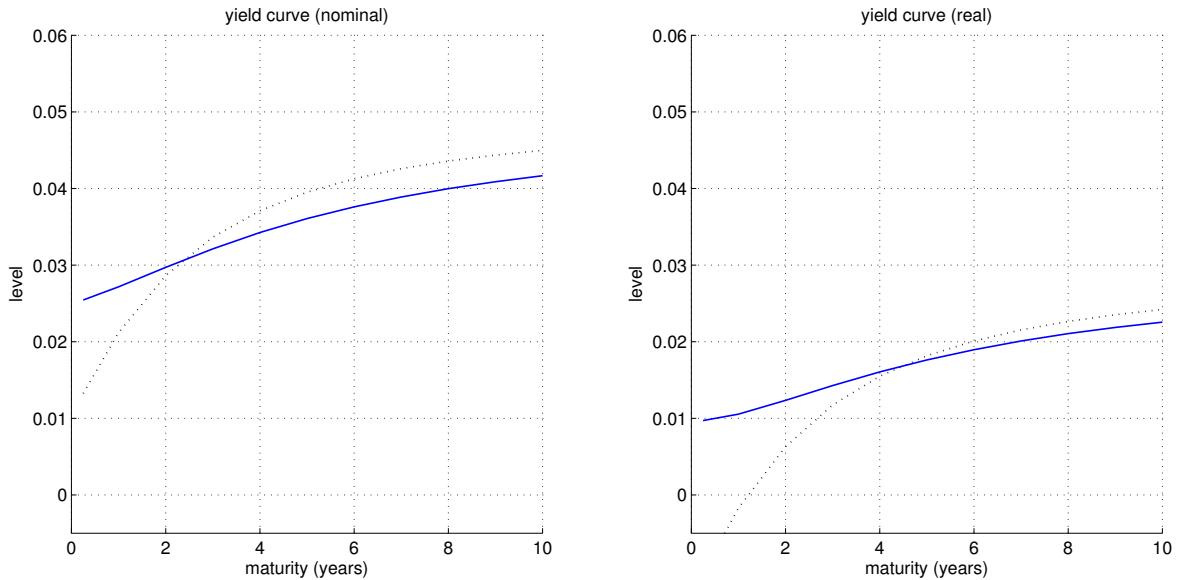 yield curve (nominal)
0.06
0.05
0.04
0.03
0.02
0.01
0
level
0 2 4 6 8 10
maturity (years)
yield curve (real)
0.06
0.05
0.04
0.03
0.02
0.01
0
level
0 2 4 6 8 10
maturity (years)